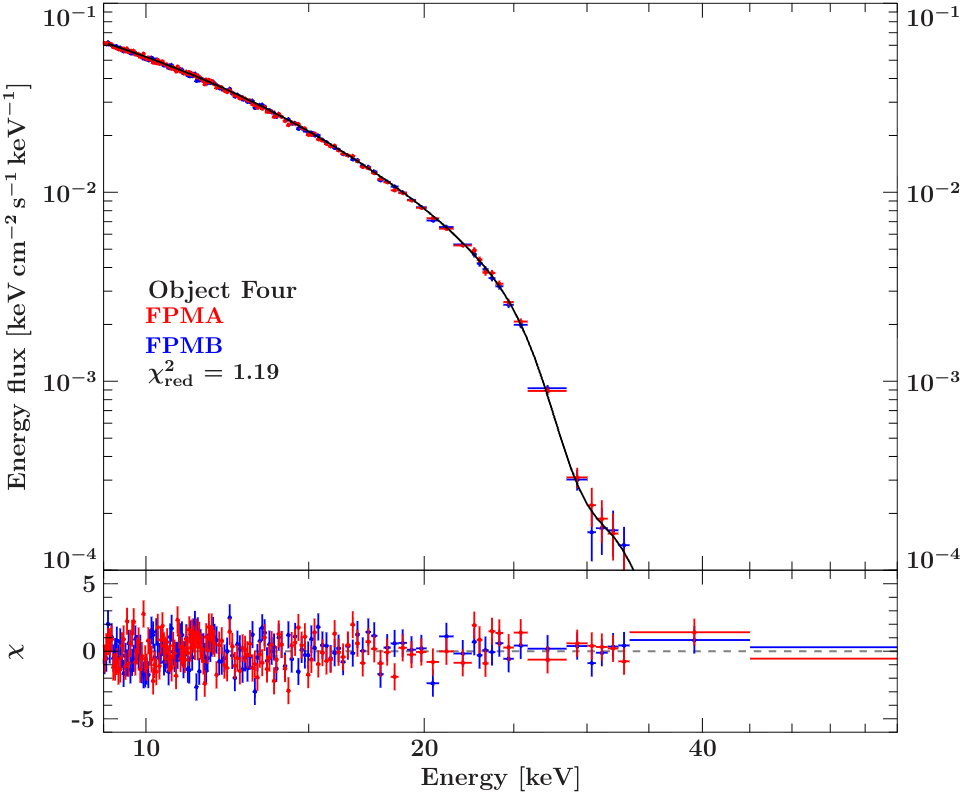 10⁻¹ 10⁻¹
10⁻² 10⁻²
10⁻³ 10⁻³
10⁻⁴ 10⁻⁴
Energy flux [keV cm⁻² s⁻¹ keV⁻¹]
Object Four
FPMA
FPMB
χ²red = 1.19
5
0
-5
χ
10 20 40
Energy [keV]